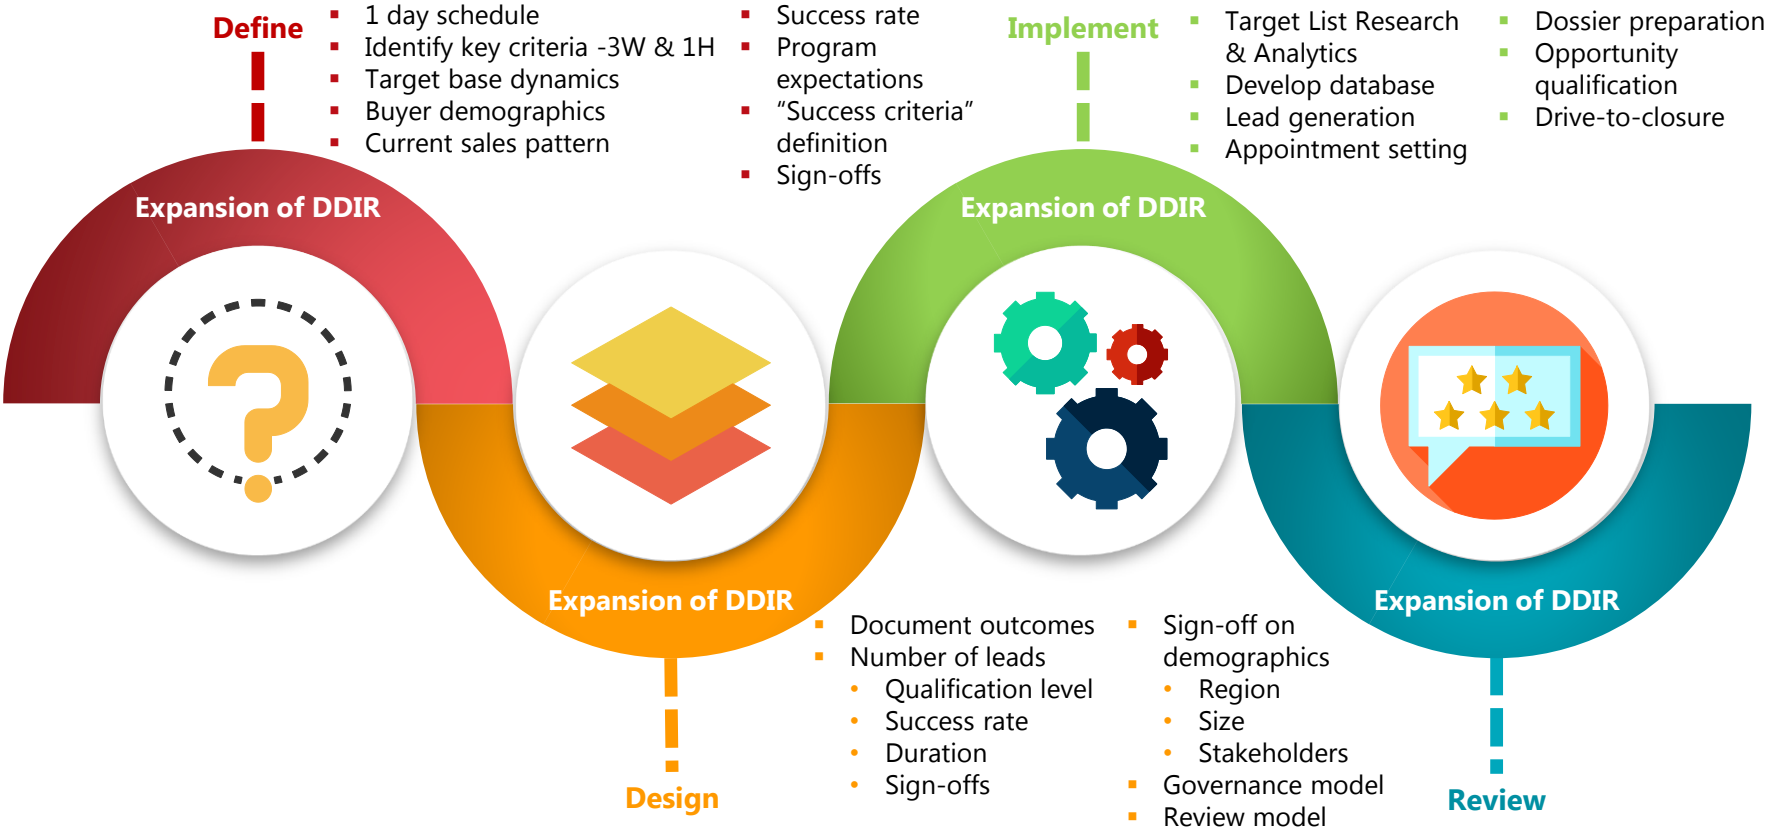 Define
1 day schedule
Identify key criteria -3W & 1H
Target base dynamics
Buyer demographics
Current sales pattern
Success rate
Program
expectations
“Success criteria”
definition
Sign-offs
Implement
Target List Research
& Analytics
Develop database
Lead generation
Appointment setting
Dossier preparation
Opportunity
qualification
Drive-to-closure
Expansion of DDIR
Expansion of DDIR
Expansion of DDIR
Expansion of DDIR
Document outcomes
Number of leads
Qualification level
Success rate
Duration
Sign-offs
Sign-off on
demographics
Region
Size
Stakeholders
Governance model
Review model
Design
Review